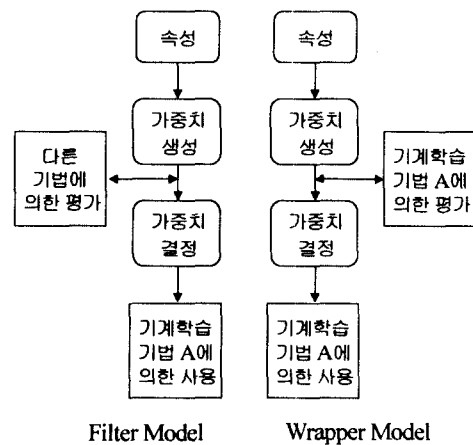 속성
가중치
생성
다른
기법에
의한 평가
가중치
결정
기계학습
기법 A에
의한 사용
Filter Model
속성
가중치
생성
기계학습
기법 A에
의한 평가
가중치
결정
기계학습
기법 A에
의한 사용
Wrapper Model